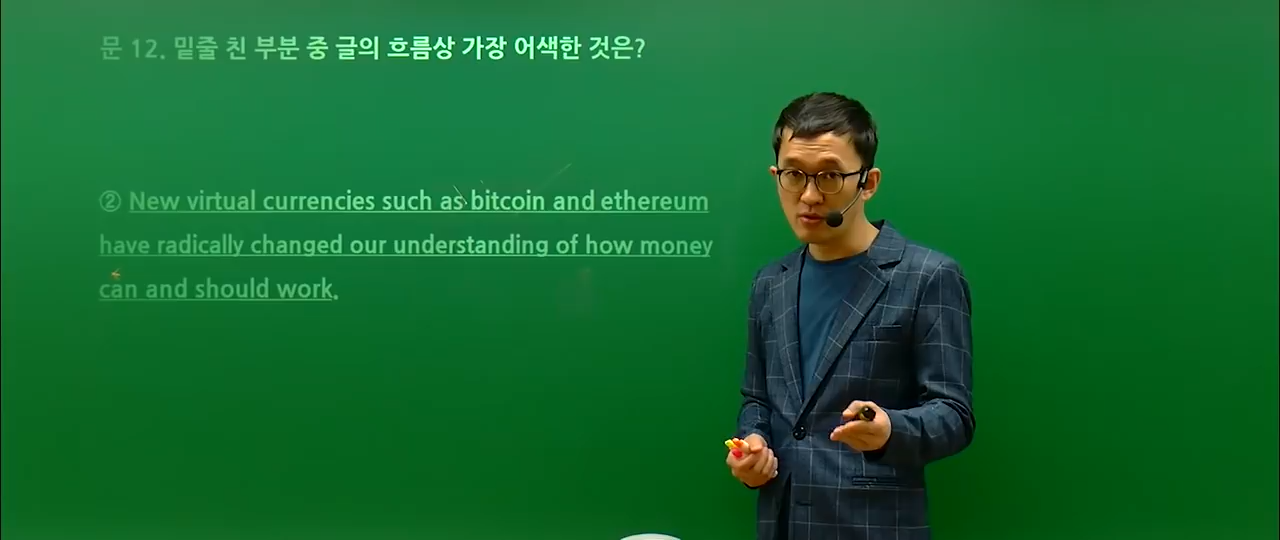 문 12. 밑줄 친 부분 중 글의 흐름상 가장 어색한 것은?
② New virtual currencies such as bitcoin and ethereum
have radically changed our understanding of how money
can and should work.